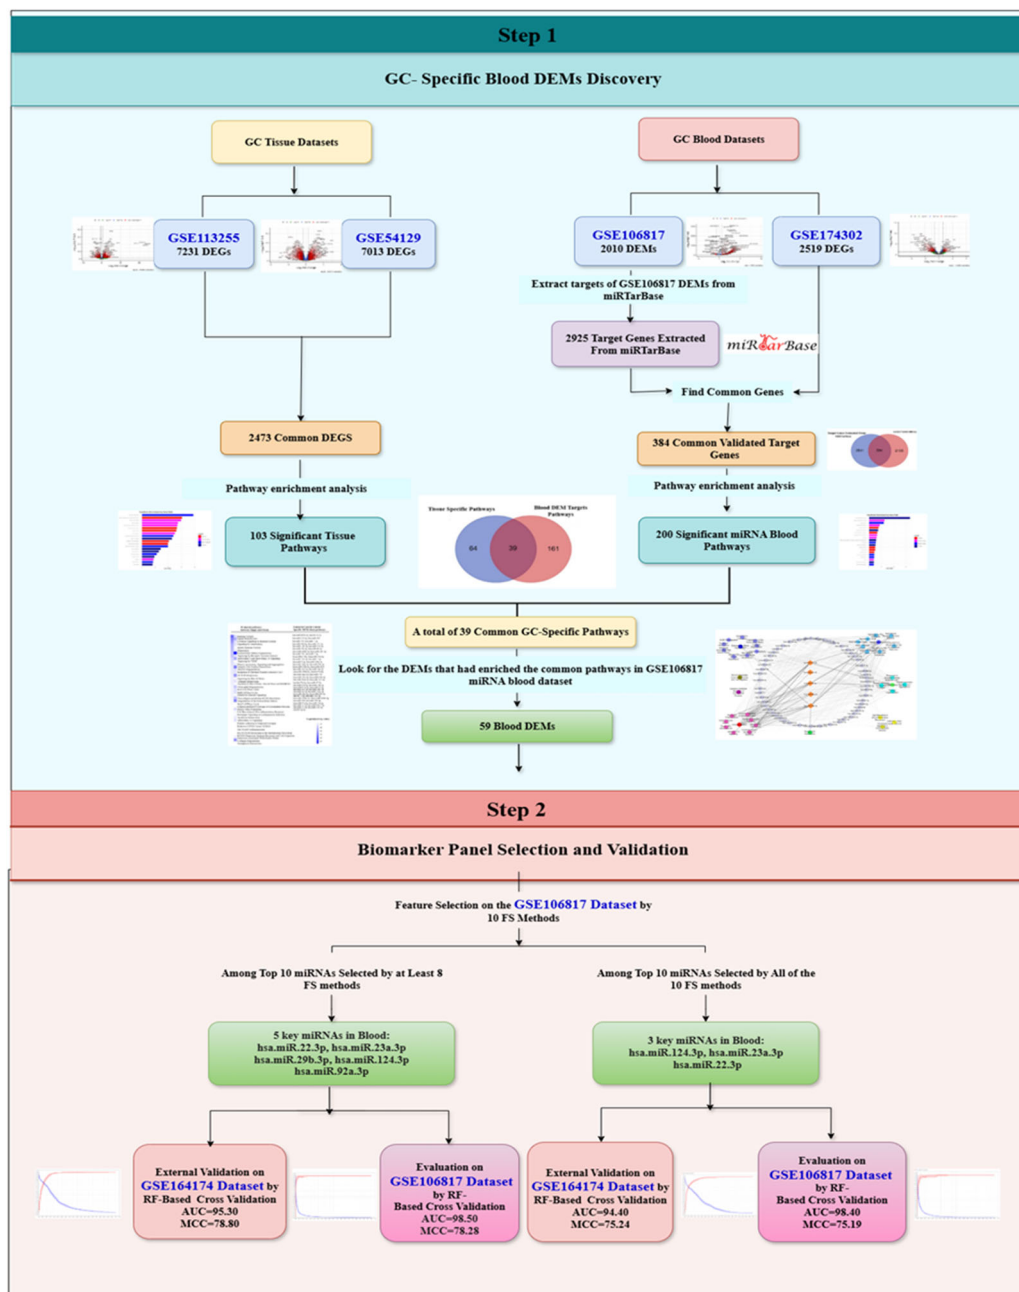 Step 1
GC- Specific Blood DEMs Discovery
GC Tissue Datasets
GC Blood Datasets
GSE113255
7231 DEGs
GSE54129
7013 DEGs
GSE106817
2010 DEMs
GSE174302
2519 DEGs
Extract targets of GSE106817 DEMs from
miRTarBase
2925 Target Genes Extracted
From miRTarBase
miRTarBase
Find Common Genes
2473 Common DEGS
384 Common Validated Target
Genes
Pathway enrichment analysis
Pathway enrichment analysis
103 Significant Tissue
Pathways
Tissue Specific Pathways
Blood DEM Targets
Pathways
64
39
161
200 Significant miRNA Blood
Pathways
A total of 39 Common GC-Specific Pathways
Look for the DEMs that had enriched the common pathways in GSE106817
miRNA blood dataset
59 Blood DEMs
Step 2
Biomarker Panel Selection and Validation
Feature Selection on the GSE106817 Dataset by
10 FS Methods
Among Top 10 miRNAs Selected by at Least 8
FS methods
Among Top 10 miRNAs Selected by All of the
10 FS methods
5 key miRNAs in Blood:
hsa.miR.22.3p, hsa.miR.23a.3p
hsa.miR.29b.3p, hsa.miR.124.3p
hsa.miR.92a.3p
3 key miRNAs in Blood:
hsa.miR.124.3p, hsa.miR.23a.3p
hsa.miR.22.3p
External Validation on
GSE164174 Dataset by
RF-Based Cross Validation
AUC=95.30
MCC=78.80
Evaluation on
GSE106817 Dataset
by RF-
Based Cross Validation
AUC=98.50
MCC=78.28
External Validation on
GSE164174 Dataset by
RF-Based Cross Validation
AUC=94.40
MCC=75.24
Evaluation on
GSE106817 Dataset
by RF-
Based Cross Validation
AUC=98.40
MCC=75.19